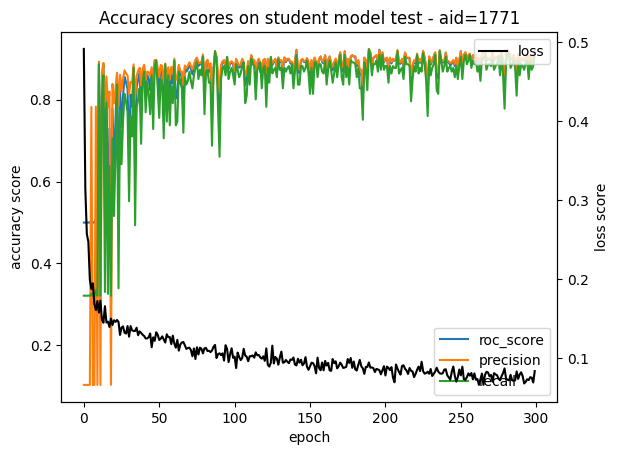 Accuracy scores on student model test - aid=1771
loss
accuracy score
0.8
0.6
0.4
0.2
0.5
0.4
0.3
0.2
0.1
loss score
roc_score
precision
recall
0 50 100 150 200 250 300
epoch